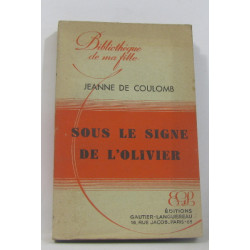 Bibliothèque
de ma fille
JEANNE DE COULOMB
SOUS LE SIGNE
DE L'OLIVIER
ÉDITIONS
GAUTIER-LANGUEREAU
18, RUE JACOB, PARIS-6e